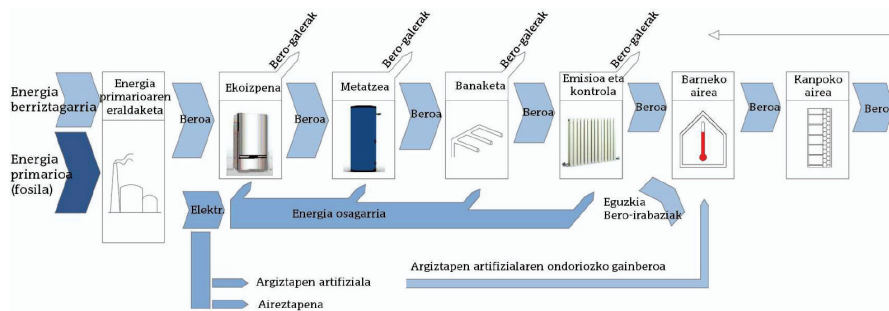 Energia
berriztagarria
Energia
primarioa
(fosila)
Energia
primarioaren
eraldaketa
Beroa
Ekoizpena
Bero-galerak
Beroa
Metatzea
Bero-galerak
Beroa
Banaketa
Bero-galerak
Beroa
Emisioa eta
kontrola
Bero-galerak
Beroa
Barneko
airea
Beroa
Kanpoko
airea
Beroa
Elektr.
Energia osagarria
Eguzkia
Bero-irabaziak
Argiztapen artifiziala
Argiztapen artifizialaren ondoriozko gainberoa
Aireztapena